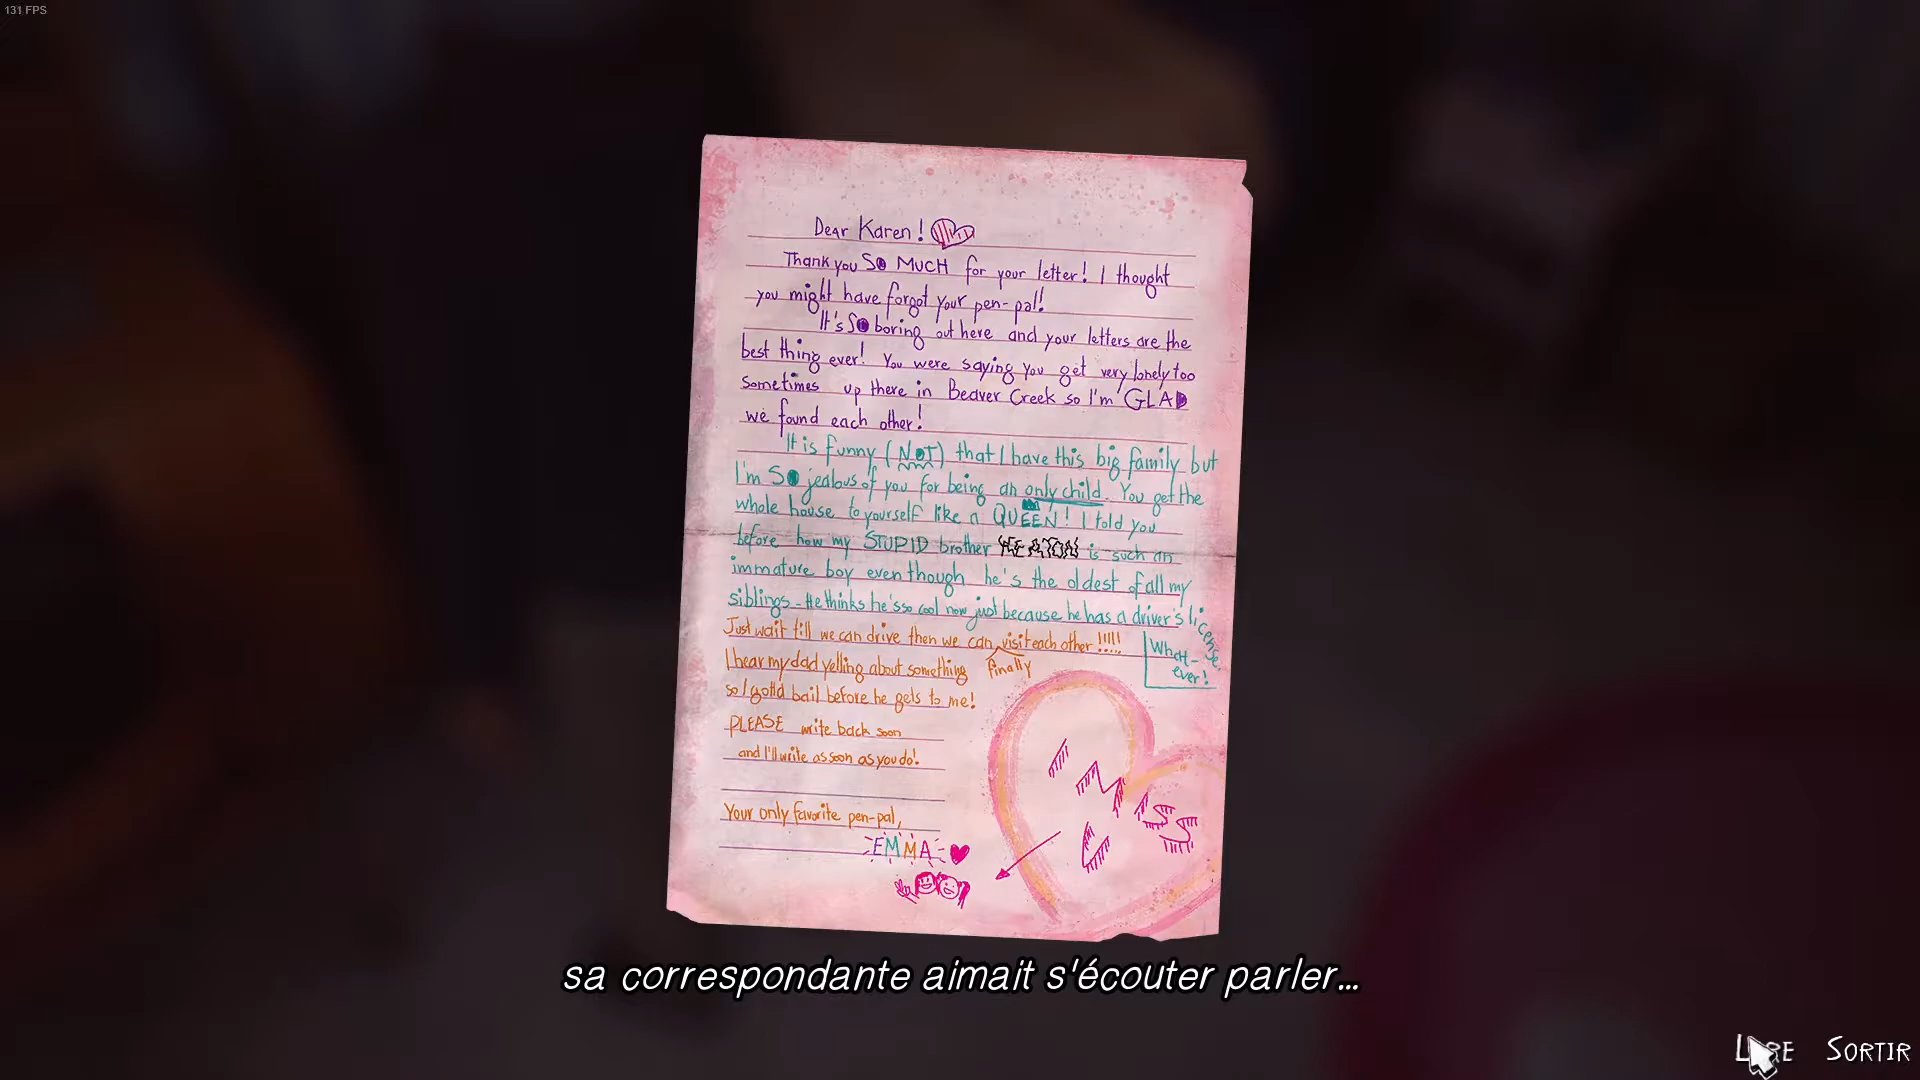 131 FPS
Dear Karen!
Thank you SO MUCH for your letter! I thought
you might have forgot your pen-pal!
It's SO boring out here and your letters are the
best thing ever! You were saying you get very lonely too
sometimes up there in Beaver Creek so I'm GLAD
we found each other!
It is funny (NOT) that I have this big family but
I'm SO jealous of you for being an only child. You get the
whole house to yourself like a QUEEN! I told you
before how my STUPID brother HEATON is such an
immature boy even though he's the oldest of all my
siblings - He thinks he's so cool now just because he has a driver's license.
What-
ever!
Just wait till we can drive then we can finally visit each other !!!!!
I hear my dad yelling about something
so I gotta bail before he gets to me!
PLEASE write back soon
and I'll write as soon as you do!
Your only favorite pen-pal,
EMMA
I
MISS
sa correspondante aimait s'écouter parler...
LIRE SORTIR